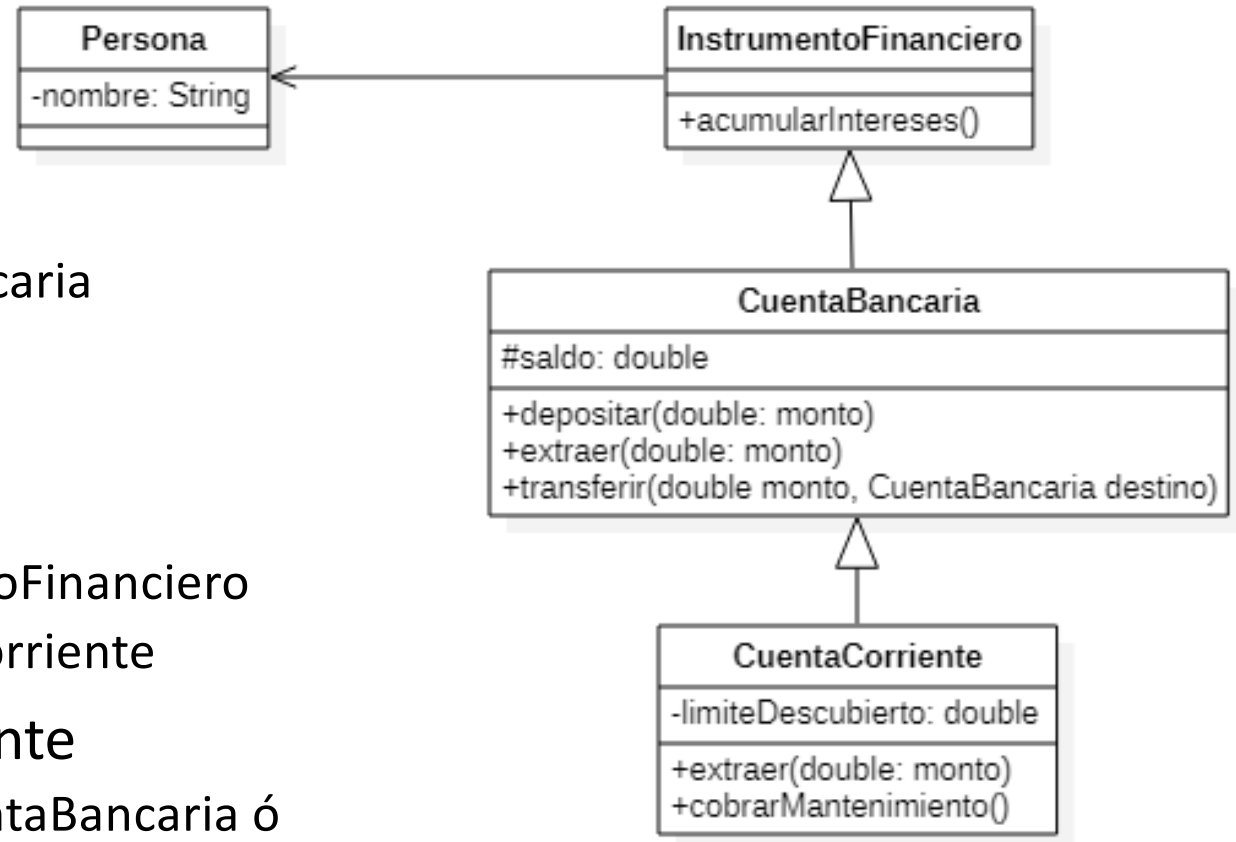 Persona
-nombre: String
InstrumentoFinanciero
+acumularIntereses()
caria
CuentaBancaria
#saldo: double
+depositar(double: monto)
+extraer(double: monto)
+transferir(double monto, CuentaBancaria destino)
oFinanciero
orriente
nte
ntaBancaria ó
CuentaCorriente
-limiteDescubierto: double
+extraer(double: monto)
+cobrarMantenimiento()